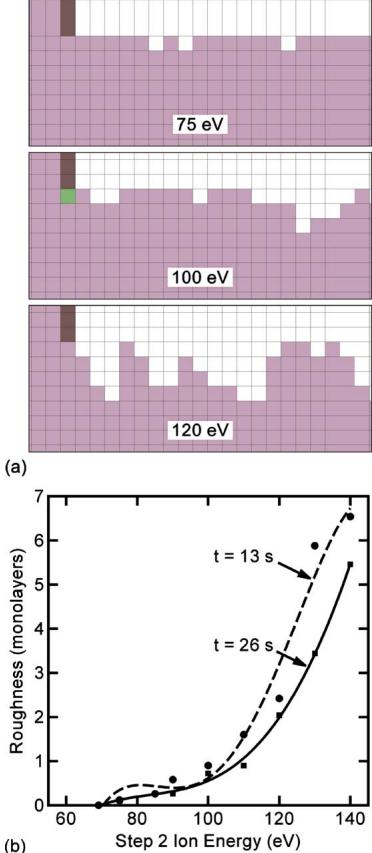 75 eV
100 eV
120 eV
(a)
7
6
5
4
3
2
1
0
Roughness (monolayers)
t = 13 s
t = 26 s
60 80 100 120 140
Step 2 Ion Energy (eV)
(b)